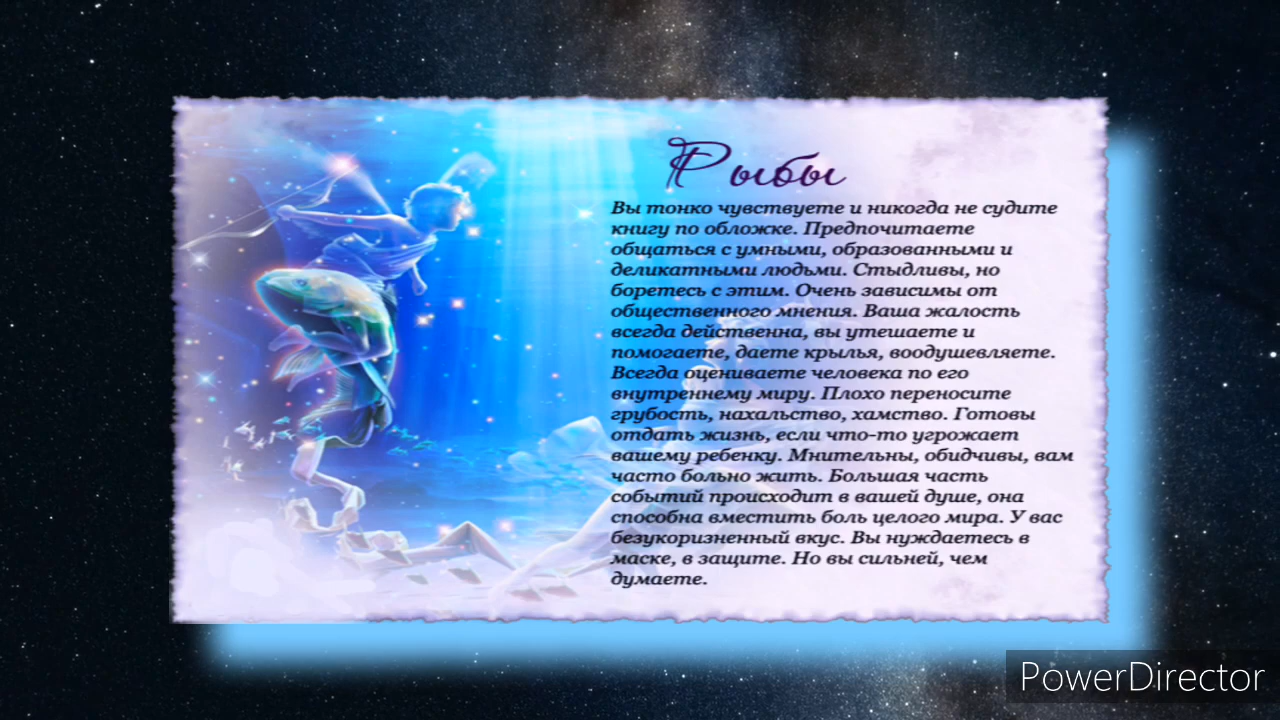 Рыбы
Вы тонко чувствуете и никогда не судите
книгу по обложке. Предпочитаете
общаться с умными, образованными и
деликатными людьми. Стыдливы, но
боретесь с этим. Очень зависимы от
общественного мнения. Ваша жалость
всегда действенна, вы утешаете и
помогаете, даете крылья, воодушевляете.
Всегда оцениваете человека по его
внутреннему миру. Плохо переносите
грубость, нахальство, хамство. Готовы
отдать жизнь, если что-то угрожает
вашему ребенку. Мнительны, обидчивы, вам
часто больно жить. Большая часть
событий происходит в вашей душе, она
способна вместить боль целого мира. У вас
безукоризненный вкус. Вы нуждаетесь в
маске, в защите. Но вы сильней, чем
думаете.
PowerDirector